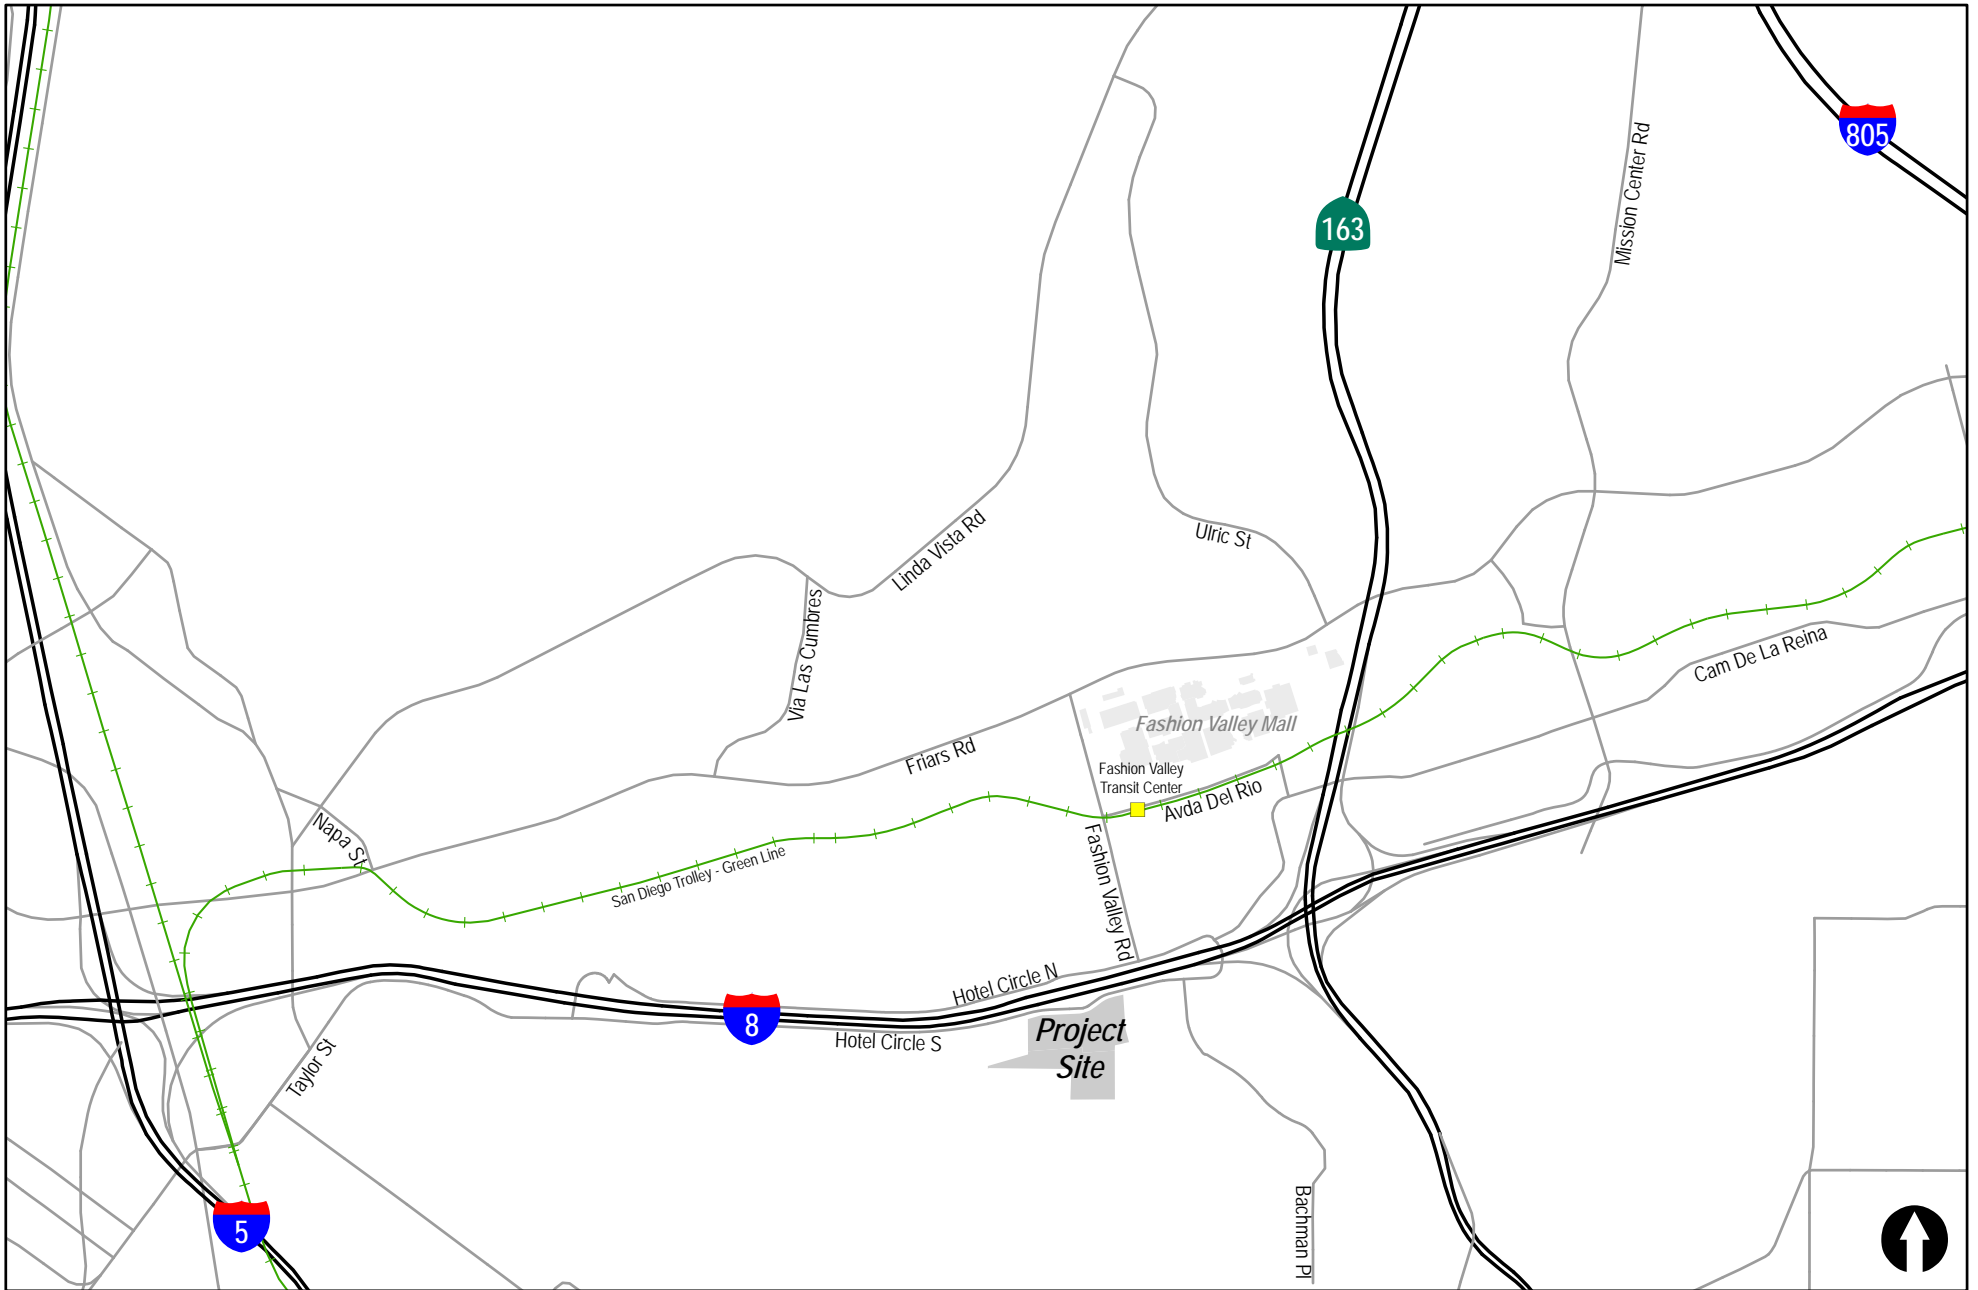 805
Mission Center Rd
163
Linda Vista Rd
Ulric St
Via Las Cumbres
Cam De La Reina
Fashion Valley Mall
Friars Rd
Fashion Valley
Transit Center
Avda Del Rio
Napa St
San Diego Trolley - Green Line
Fashion Valley Rd
Hotel Circle N
8
Hotel Circle S
Project
Site
Taylor St
Bachman Pl
5